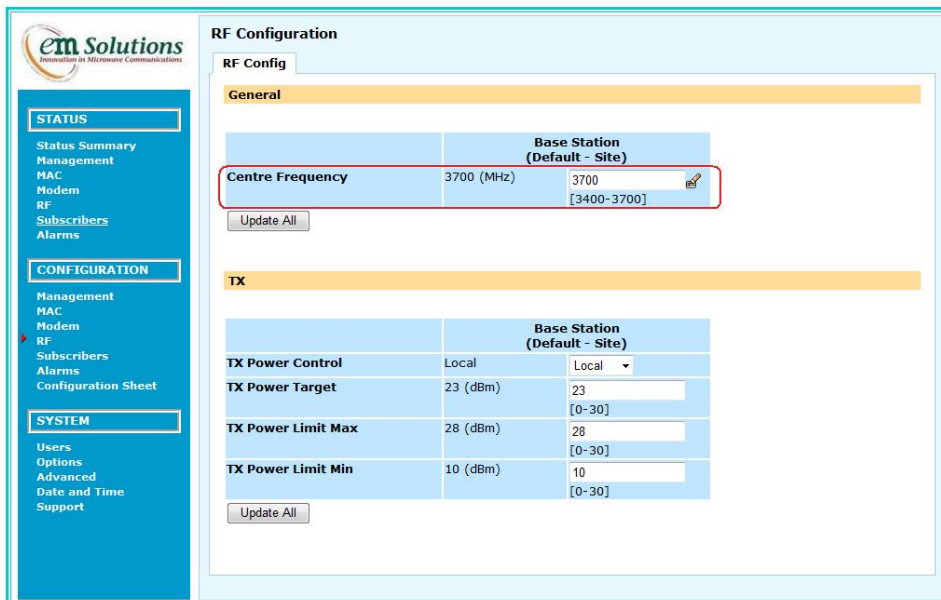 em Solutions
Innovation in Microwave Communications
STATUS
Status Summary
Management
MAC
Modem
RF
Subscribers
Alarms
CONFIGURATION
Management
MAC
Modem
RF
Subscribers
Alarms
Configuration Sheet
SYSTEM
Users
Options
Advanced
Date and Time
Support
RF Configuration
RF Config
General
Base Station
(Default - Site)
Centre Frequency 3700 (MHz) 3700
[3400-3700]
Update All
TX
Base Station
(Default - Site)
TX Power Control Local Local
TX Power Target 23 (dBm) 23
[0-30]
TX Power Limit Max 28 (dBm) 28
[0-30]
TX Power Limit Min 10 (dBm) 10
[0-30]
Update All